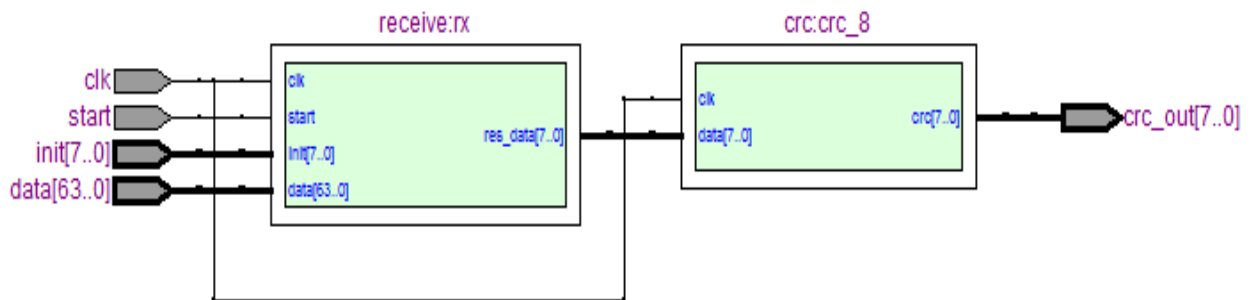 receive:rx
crc:crc_8
clk
start
init[7..0]
data[63..0]
clk
start
init[7..0]
data[63..0]
res_data[7..0]
clk
data[7..0]
crc[7..0]
crc_out[7..0]